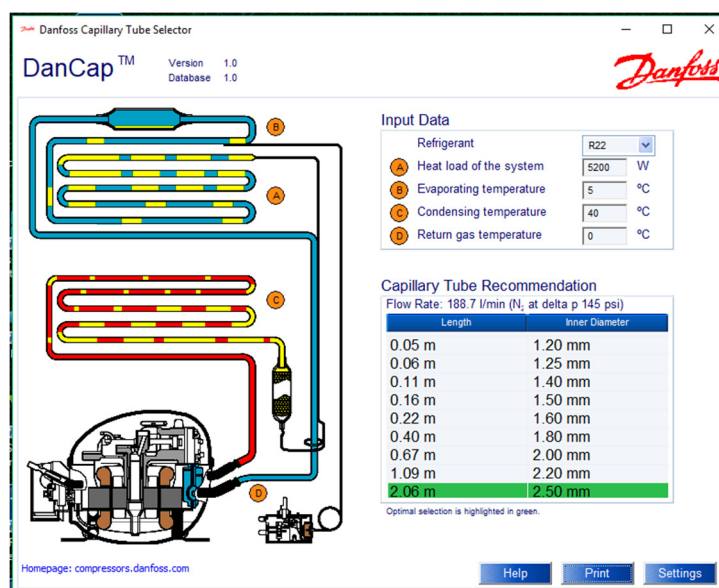 Danfoss Capillary Tube Selector
DanCap™
Version 1.0
Database 1.0
Danfoss
B
A
C
D
Input Data
Refrigerant R22
A Heat load of the system 5200 W
B Evaporating temperature 5 ºC
C Condensing temperature 40 ºC
D Return gas temperature 0 ºC
Capillary Tube Recommendation
Flow Rate: 188.7 l/min (N₂ at delta p 145 psi)
Length Inner Diameter
0.05 m 1.20 mm
0.06 m 1.25 mm
0.11 m 1.40 mm
0.16 m 1.50 mm
0.22 m 1.60 mm
0.40 m 1.80 mm
0.67 m 2.00 mm
1.09 m 2.20 mm
2.06 m 2.50 mm
Optimal selection is highlighted in green.
Homepage: compressors.danfoss.com
Help Print Settings